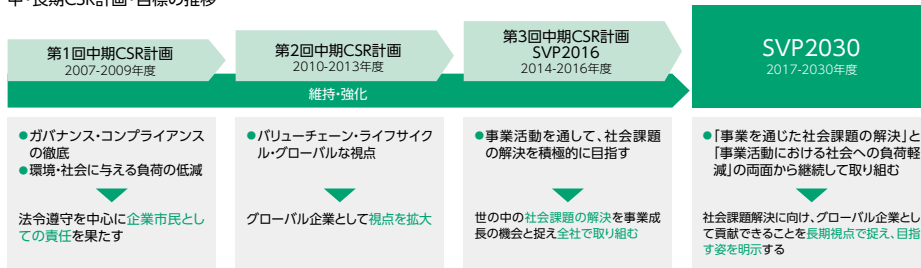 中・長期CSR計画・目標の推移
第1回中期CSR計画
2007-2009年度
第2回中期CSR計画
2010-2013年度
第3回中期CSR計画
SVP2016
2014-2016年度
SVP2030
2017-2030年度
維持・強化
●ガバナンス・コンプライアンス
の徹底
●環境・社会に与える負荷の低減
法令遵守を中心に企業市民とし
ての責任を果たす
●バリューチェーン・ライフサイク
ル・グローバルな視点
グローバル企業として視点を拡大
●事業活動を通して、社会課題
の解決を積極的に目指す
世の中の社会課題の解決を事業成
長の機会と捉え全社で取り組む
●「事業を通じた社会課題の解決」と
「事業活動における社会への負荷軽
減」の両面から継続して取り組む
社会課題解決に向け、グローバル企業とし
て貢献できることを長期視点で捉え、目指
す姿を明示する